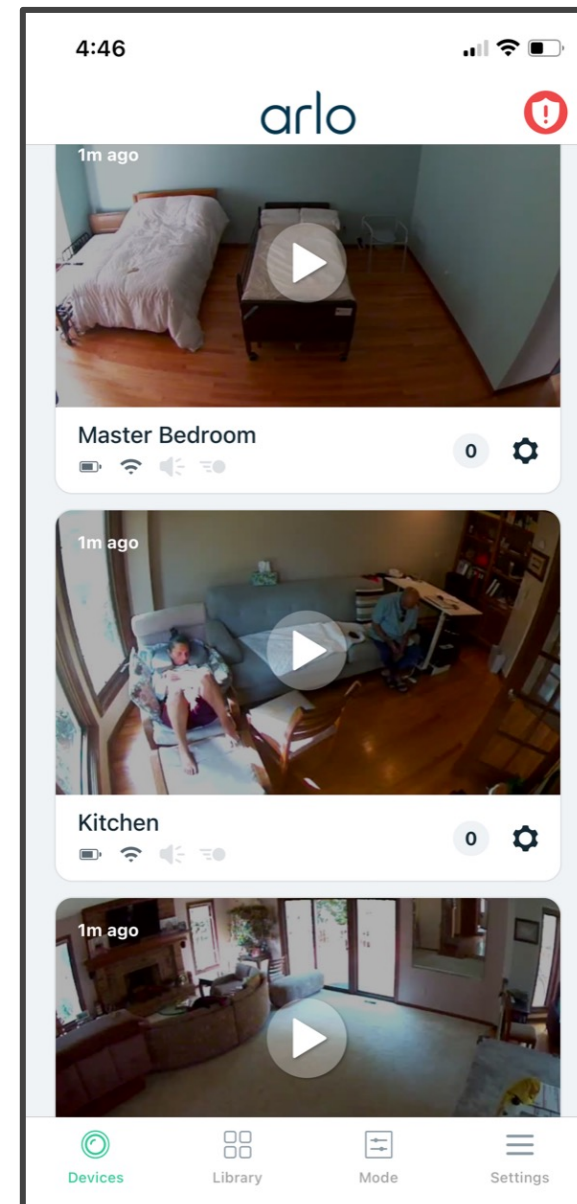 4:46
arlo
1m ago
Master Bedroom
0
1m ago
Kitchen
0
1m ago
Devices
Library
Mode
Settings